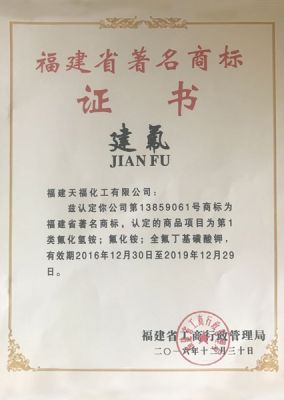 福建省著名商标
证书
建氟
JIAN FU
福建天福化工有限公司：
兹认定你公司第13859061号商标为
福建省著名商标，认定的商品项目为第1
类氟化氢铵；氟化铵；全氟丁基磺酸钾，
有效期2016年12月30日至2019年12月29
日。
福建省工商行政管理局
二〇一六年十二月三十日